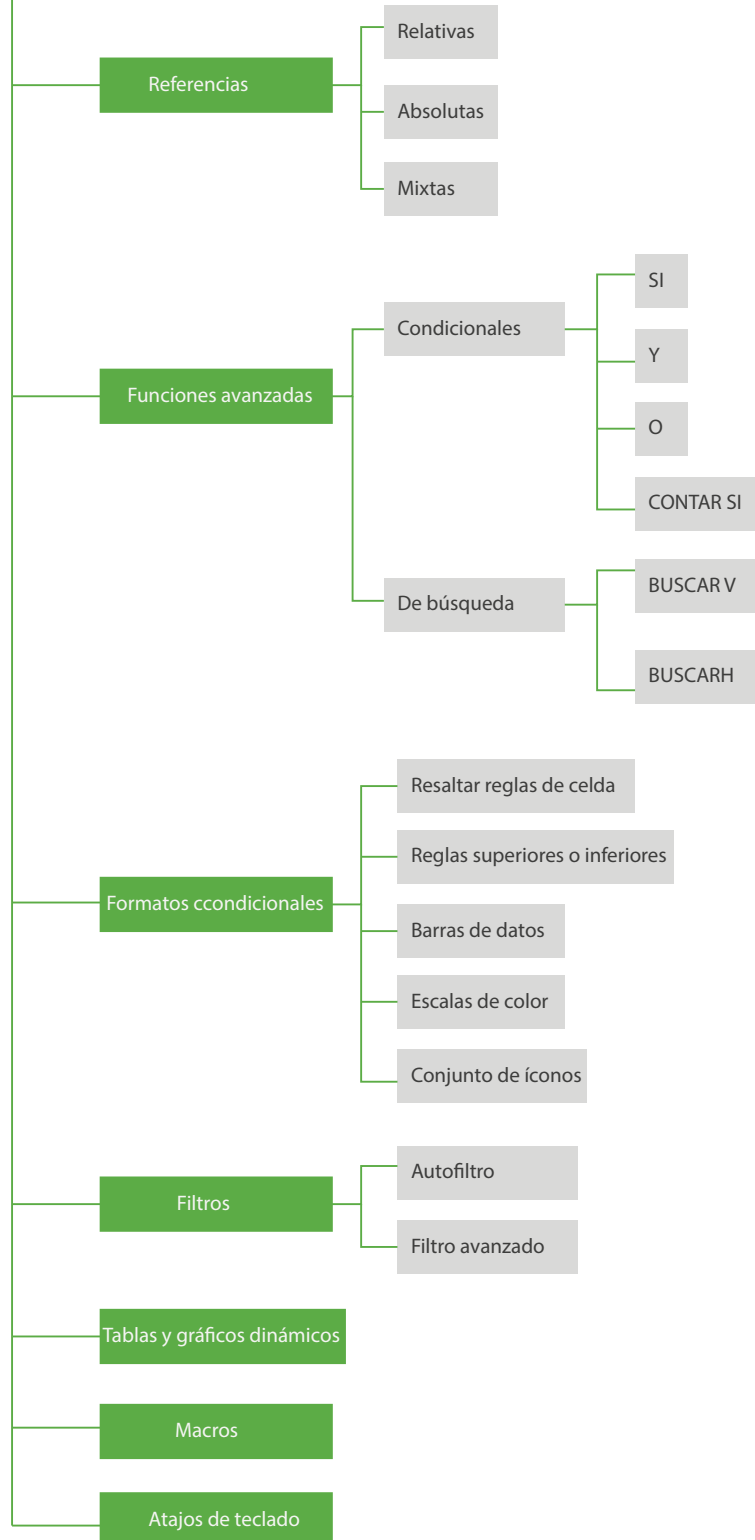 Referencias
Relativas
Absolutas
Mixtas
Funciones avanzadas
Condicionales
SI
Y
O
CONTAR SI
De búsqueda
BUSCAR V
BUSCARH
Formatos ccondicionales
Resaltar reglas de celda
Reglas superiores o inferiores
Barras de datos
Escalas de color
Conjunto de íconos
Filtros
Autofiltro
Filtro avanzado
Tablas y gráficos dinámicos
Macros
Atajos de teclado